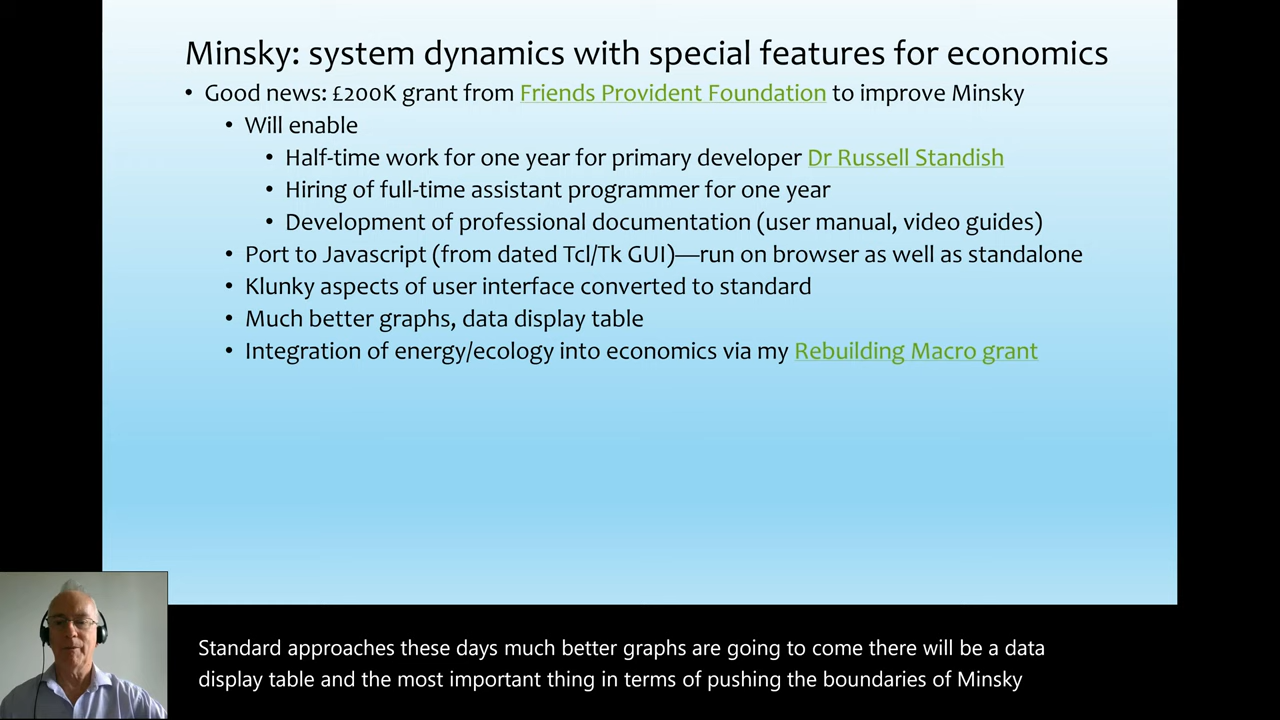 Minsky: system dynamics with special features for economics
• Good news: £200K grant from Friends Provident Foundation to improve Minsky
• Will enable
• Half-time work for one year for primary developer Dr Russell Standish
• Hiring of full-time assistant programmer for one year
• Development of professional documentation (user manual, video guides)
• Port to Javascript (from dated Tcl/Tk GUI)—run on browser as well as standalone
• Klunky aspects of user interface converted to standard
• Much better graphs, data display table
• Integration of energy/ecology into economics via my Rebuilding Macro grant
Standard approaches these days much better graphs are going to come there will be a data
display table and the most important thing in terms of pushing the boundaries of Minsky